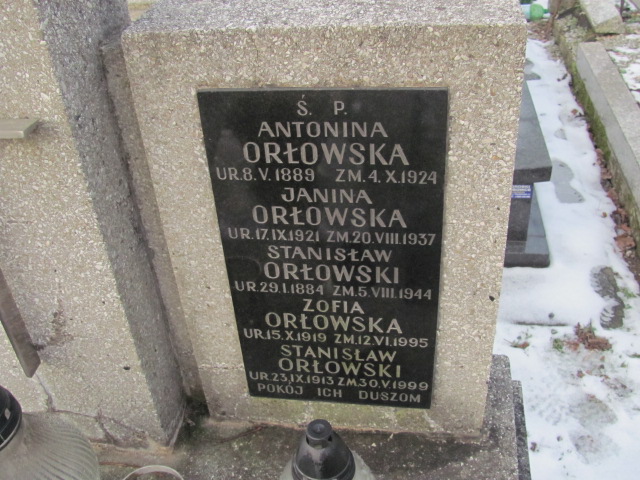 Ś. P.
ANTONINA
ORŁOWSKA
UR.8.V.1889 ZM.4.X.1924
JANINA
ORŁOWSKA
UR.17.IX.1921 ZM.20.VIII.1937
STANISŁAW
ORŁOWSKI
UR.29.I.1884 ZM.5.VIII.1944
ZOFIA
ORŁOWSKA
UR.15.X.1919 ZM.12.VI.1995
STANISŁAW
ORŁOWSKI
UR.23.IX.1913 ZM.30.V.1999
POKÓJ ICH DUSZOM